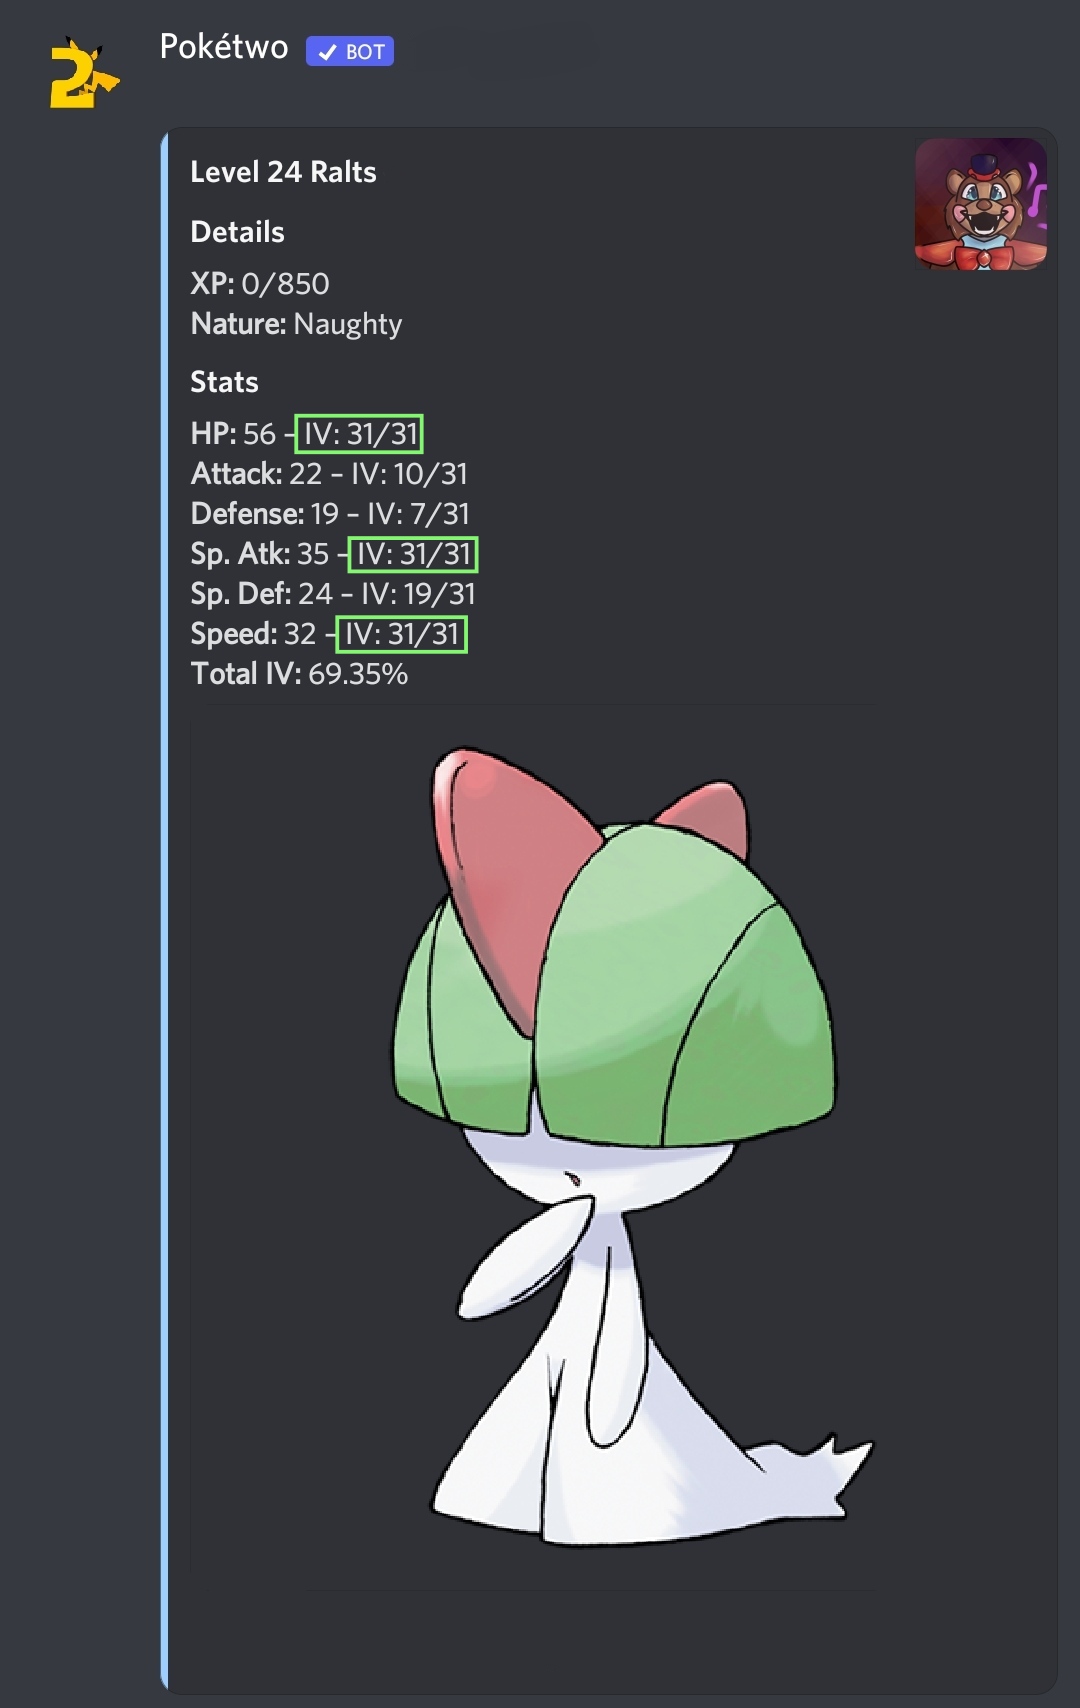 Pokétwo ✓ BOT
Level 24 Ralts
Details
XP: 0/850
Nature: Naughty
Stats
HP: 56 – IV: 31/31
Attack: 22 – IV: 10/31
Defense: 19 – IV: 7/31
Sp. Atk: 35 – IV: 31/31
Sp. Def: 24 – IV: 19/31
Speed: 32 – IV: 31/31
Total IV: 69.35%